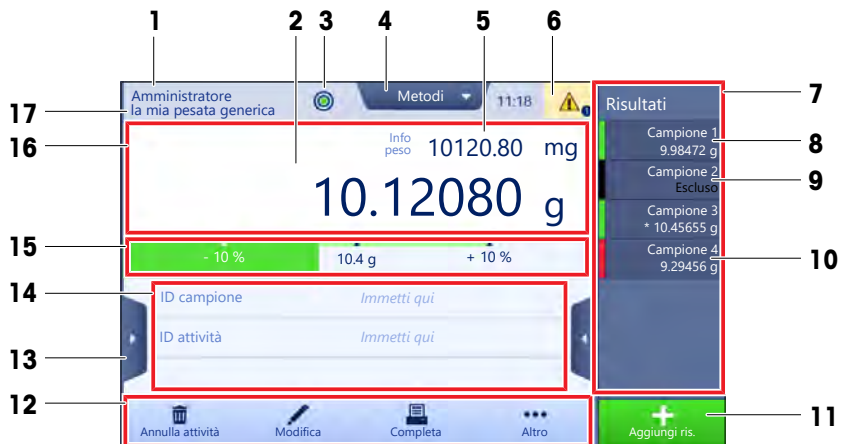 1 2 3 4 5 6
Amministratore
la mia pesata generica
Metodi
11:18
Risultati
7
17
16
Info
peso
10120.80 mg
10.12080 g
Campione 1
9.98472 g
8
Campione 2
Escluso
9
Campione 3
* 10.45655 g
Campione 4
9.29456 g
10
15
- 10 %
10.4 g
+ 10 %
14
ID campione
Immetti qui
ID attività
Immetti qui
13
12
Annulla attività
Modifica
Completa
Altro
Aggiungi ris.
11